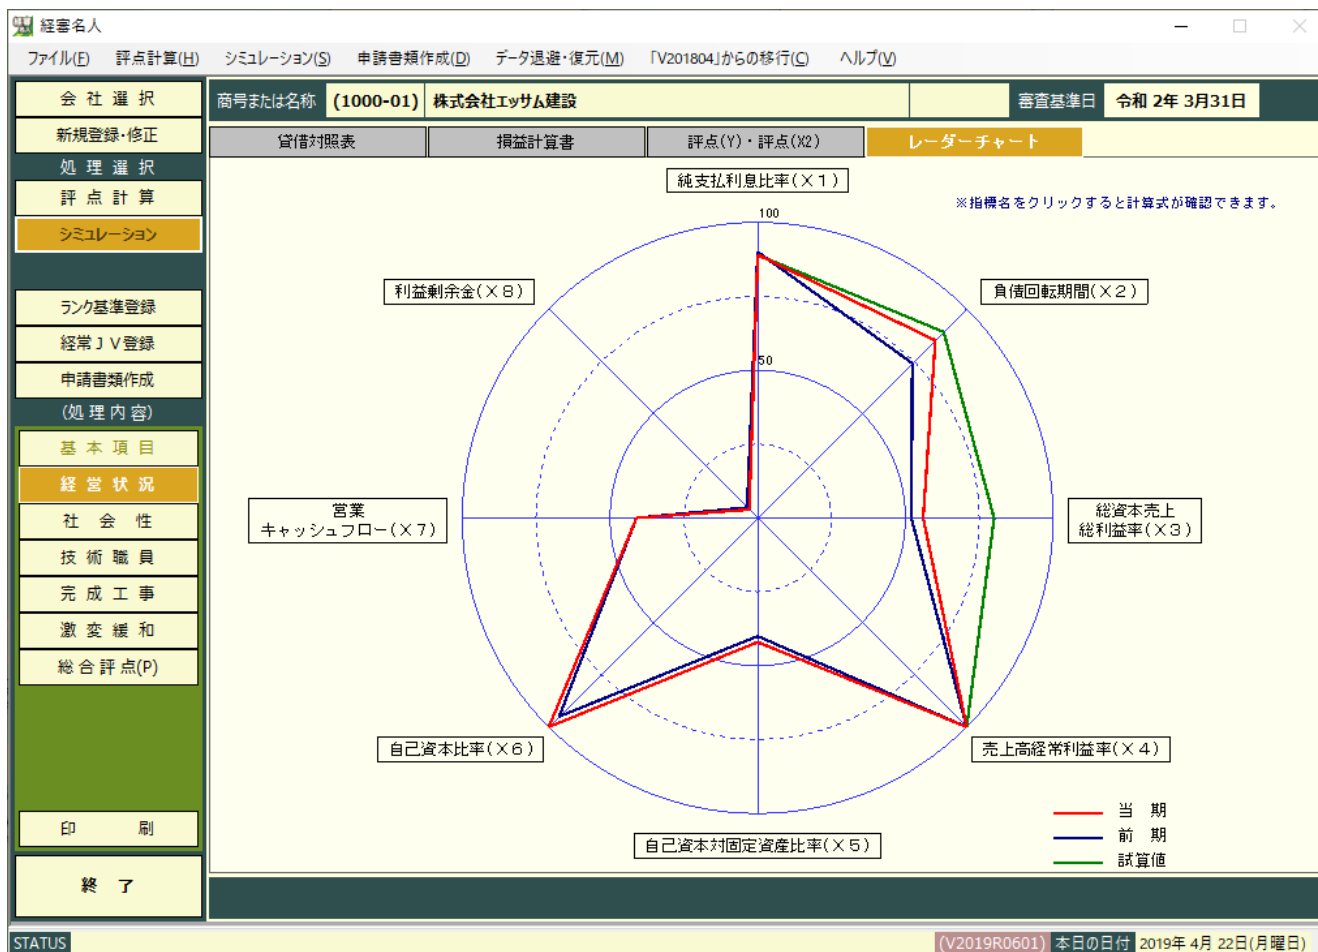 経審名人
ファイル(F) 評点計算(H) シミュレーション(S) 申請書類作成(D) データ退避・復元(M) 「V201804」からの移行(C) ヘルプ(V)
会 社 選 択
新規登録・修正
処 理 選 択
評 点 計 算
シミュレーション
ランク基準登録
経常ＪＶ登録
申請書類作成
(処 理 内 容)
基 本 項 目
経 営 状 況
社 会 性
技 術 職 員
完 成 工 事
激 変 緩 和
総 合 評 点(P)
印 刷
終 了
商号または名称 (1000-01) 株式会社エッサム建設 審査基準日 令和 2年 3月31日
貸借対照表 損益計算書 評点(Y)・評点(X2) レーダーチャート
※指標名をクリックすると計算式が確認できます。
純支払利息比率(×１)
100
利益剰余金(×８)
負債回転期間(×２)
50
営業
キャッシュフロー(×７)
総資本売上
総利益率(×３)
自己資本比率(×６)
売上高経常利益率(×４)
自己資本対固定資産比率(×５)
当 期
前 期
試算値
STATUS (V2019R0601) 本日の日付 2019年 4月 22日(月曜日)